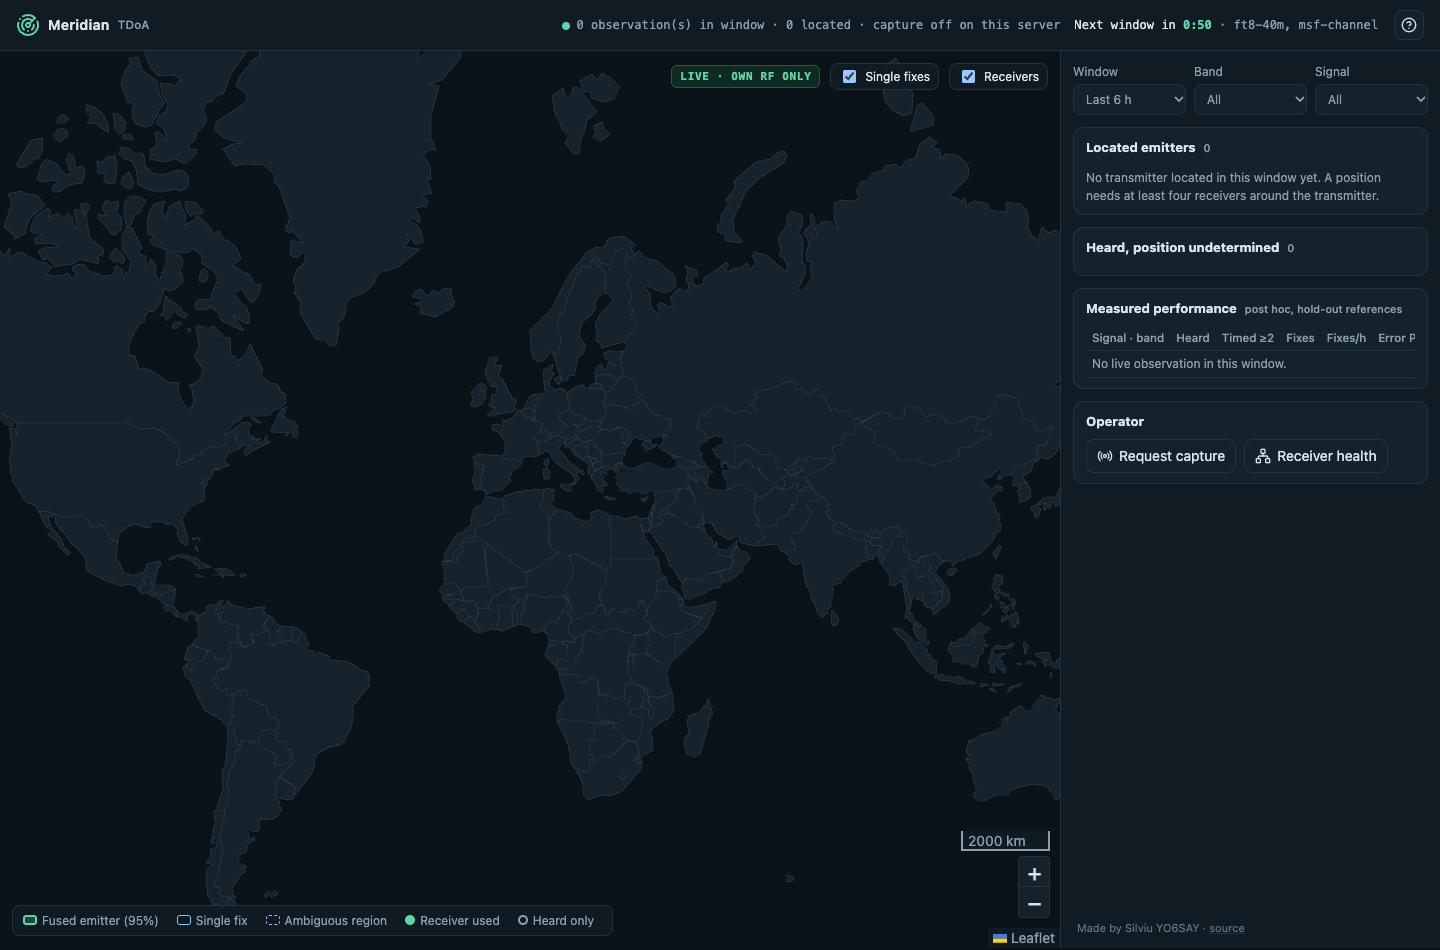 Meridian TDoA
0 observation(s) in window · 0 located · capture off on this server Next window in 0:50 · ft8-40m, msf-channel
LIVE · OWN RF ONLY
Single fixes
Receivers
Window
Band
Signal
Last 6 h
All
All
Located emitters 0
No transmitter located in this window yet. A position
needs at least four receivers around the transmitter.
Heard, position undetermined 0
Measured performance post hoc, hold-out references
Signal · band Heard Timed ≥2 Fixes Fixes/h Error P
No live observation in this window.
Operator
Request capture
Receiver health
2000 km
+
−
Fused emitter (95%) Single fix Ambiguous region Receiver used Heard only
Leaflet
Made by Silviu YO6SAY · source